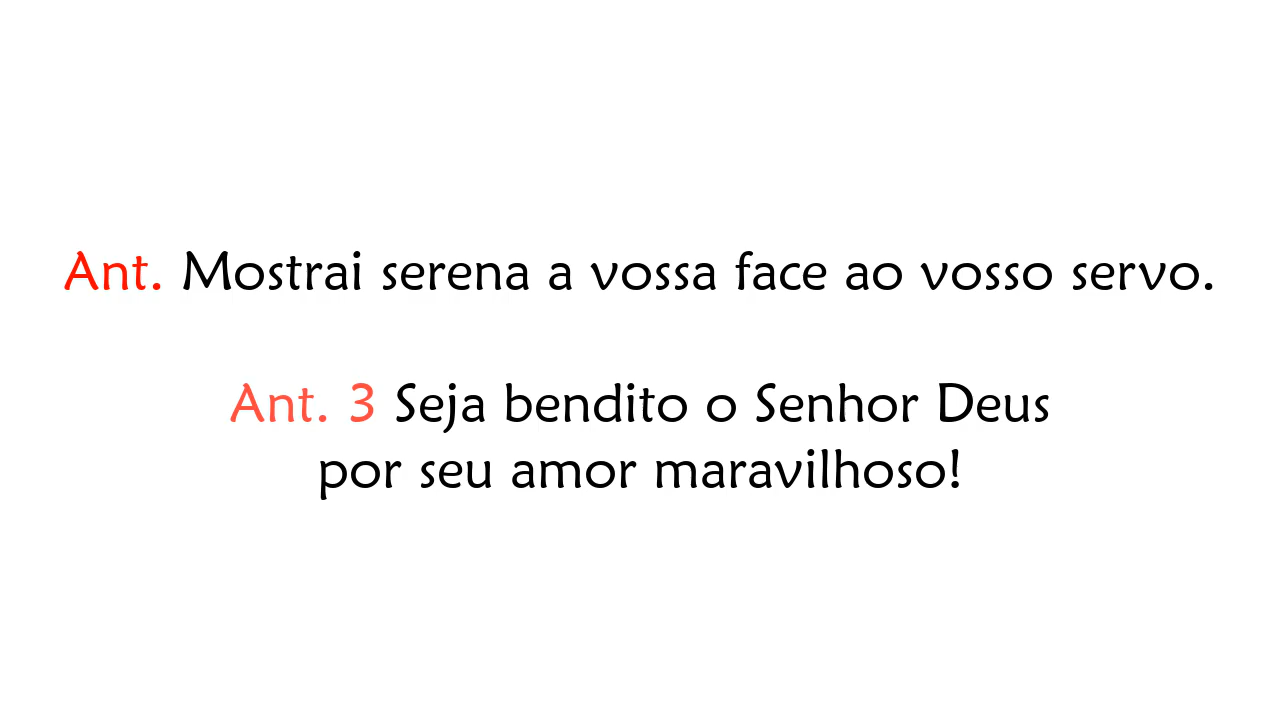 Ant. Mostrai serena a vossa face ao vosso servo.
Ant. 3 Seja bendito o Senhor Deus
por seu amor maravilhoso!